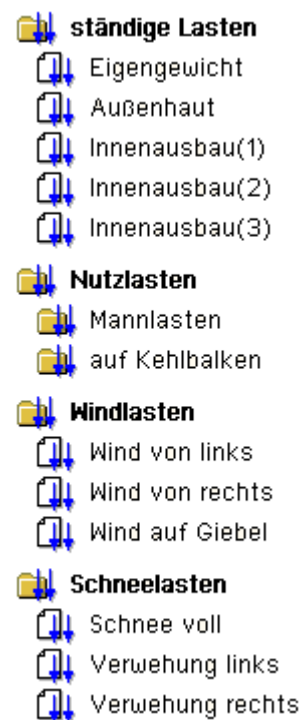 ständige Lasten
Eigengewicht
Außenhaut
Innenausbau(1)
Innenausbau(2)
Innenausbau(3)
Nutzlasten
Mannlasten
auf Kehlbalken
Windlasten
Wind von links
Wind von rechts
Wind auf Giebel
Schneelasten
Schnee voll
Verwehung links
Verwehung rechts